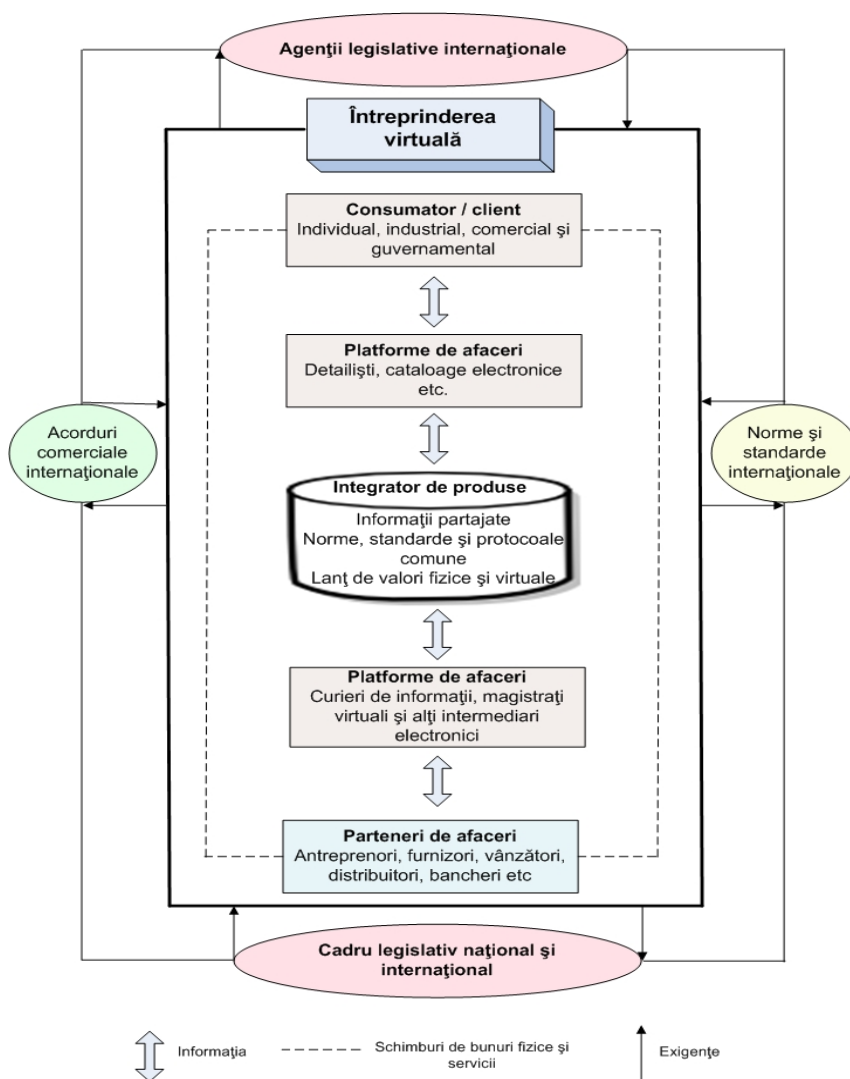 Agenţii legislative internaţionale
Întreprinderea
virtuală
Consumator / client
Individual, industrial, comercial şi
guvernamental
Platforme de afaceri
Detailişti, cataloage electronice
etc.
Acorduri
comerciale
internaţionale
Norme şi
standarde
internaţionale
Integrator de produse
Informaţii partajate
Norme, standarde şi protocoale
comune
Lanţ de valori fizice şi virtuale
Platforme de afaceri
Curieri de informaţii, magistraţi
virtuali şi alţi intermediari
electronici
Parteneri de afaceri
Antreprenori, furnizori, vânzători,
distribuitori, bancheri etc
Cadru legislativ naţional şi
internaţional
Informaţia
Schimburi de bunuri fizice şi
servicii
Exigenţe